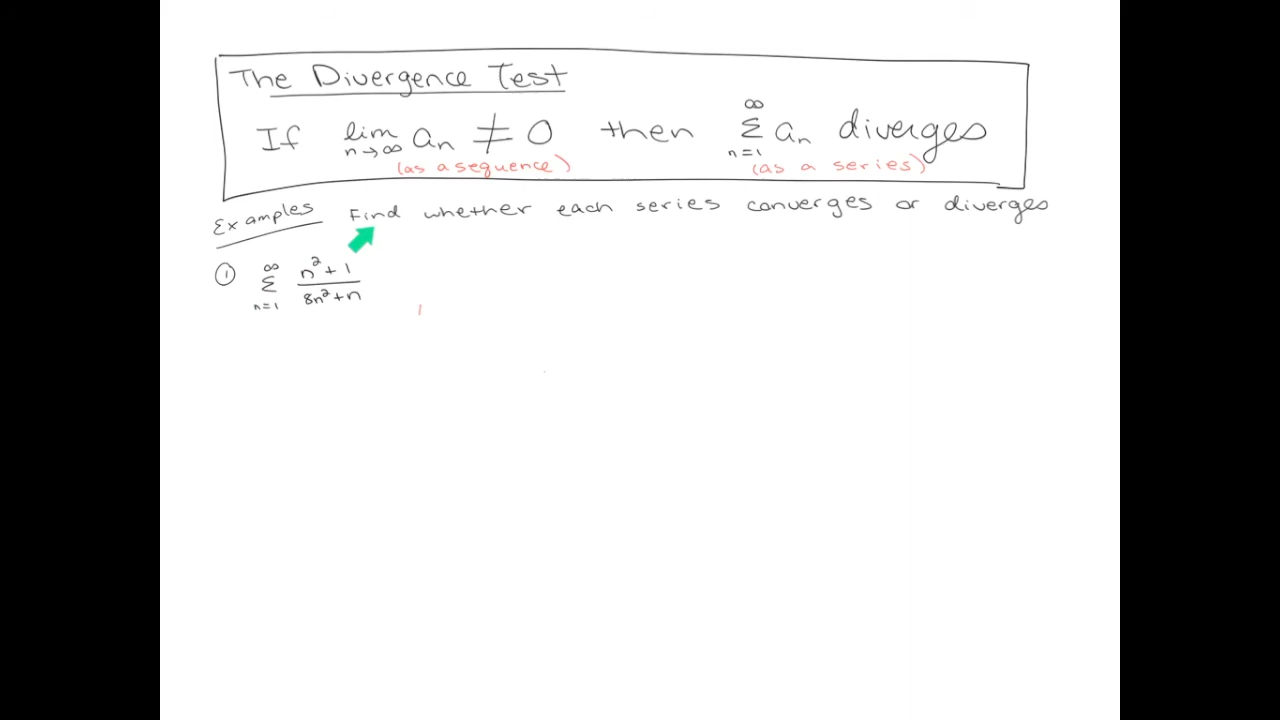 The Divergence Test
If lim n→∞ aₙ ≠ 0 then ∞ Σ n=1 aₙ diverges
(as a sequence) (as a series)
Examples Find whether each series converges or diverges
① ∞ Σ n=1 n²+1 / 8n²+n